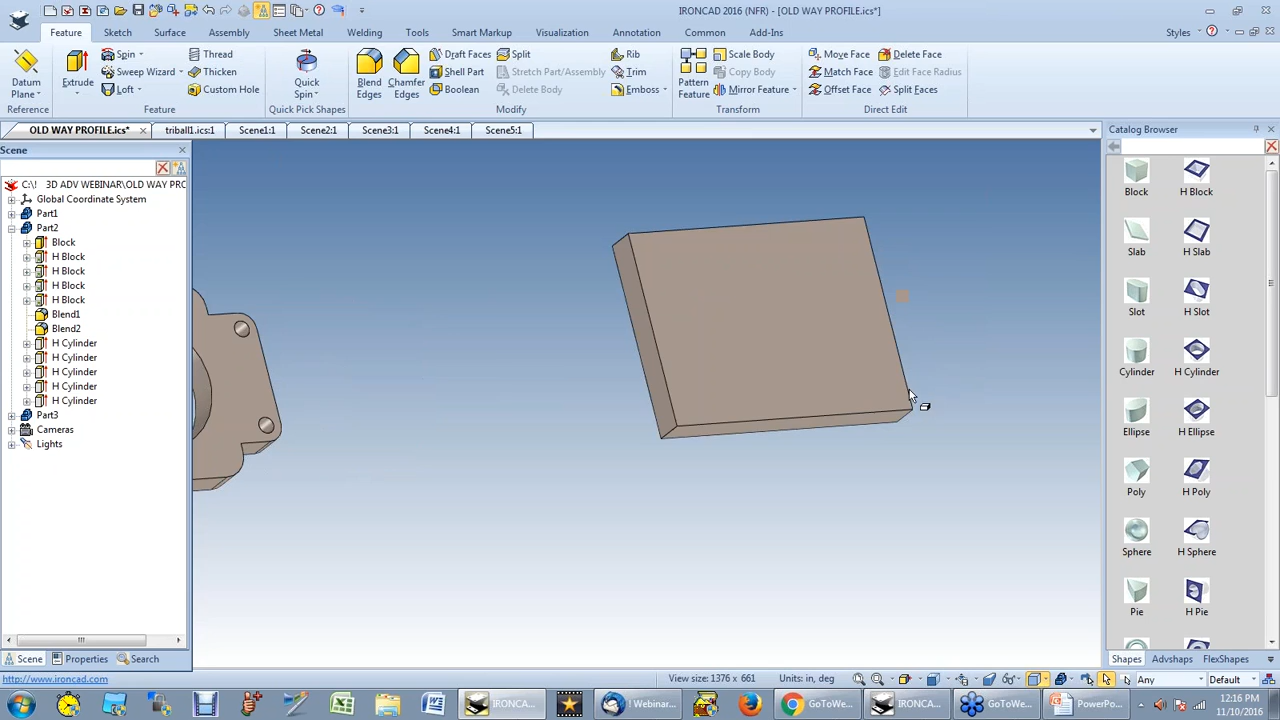 IRONCAD 2016 (NFR) - [OLD WAY PROFILE.ics*]
Feature Sketch Surface Assembly Sheet Metal Welding Tools Smart Markup Visualization Annotation Common Add-Ins Styles
Datum Plane
Reference
Extrude
Spin
Sweep Wizard
Loft
Thread
Thicken
Custom Hole
Feature
Quick Spin
Quick Pick Shapes
Blend Edges
Chamfer Edges
Draft Faces
Shell Part
Boolean
Split
Stretch Part/Assembly
Delete Body
Rib
Trim
Emboss
Modify
Pattern Feature
Scale Body
Copy Body
Mirror Feature
Transform
Move Face
Match Face
Offset Face
Delete Face
Edit Face Radius
Split Faces
Direct Edit
OLD WAY PROFILE.ics* triball1.ics:1 Scene1:1 Scene2:1 Scene3:1 Scene4:1 Scene5:1
Scene
C:\! 3D ADV WEBINAR\OLD WAY PRO
Global Coordinate System
Part1
Part2
Block
H Block
H Block
H Block
H Block
Blend1
Blend2
H Cylinder
H Cylinder
H Cylinder
H Cylinder
H Cylinder
Part3
Cameras
Lights
Scene Properties Search
Catalog Browser
Block H Block
Slab H Slab
Slot H Slot
Cylinder H Cylinder
Ellipse H Ellipse
Poly H Poly
Sphere H Sphere
Pie H Pie
Shapes Advshaps FlexShapes
http://www.ironcad.com
View size:1376 x 661 Units: in, deg
Any Default
IRONCAD... ! Webinar... GoToWe... IRONCAD... GoToWe... PowerPo...
12:16 PM
11/10/2016